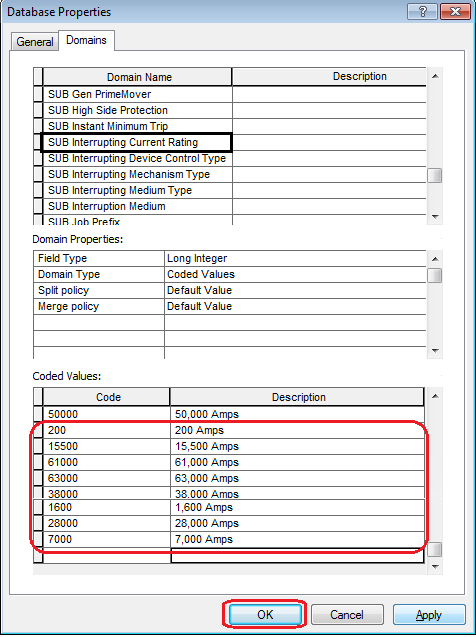 Database Properties
General Domains
Domain Name Description
SUB Gen PrimeMover
SUB High Side Protection
SUB Instant Minimum Trip
SUB Interrupting Current Rating
SUB Interrupting Device Control Type
SUB Interrupting Mechanism Type
SUB Interrupting Medium Type
SUB Interruption Medium
SUB Job Prefix
Domain Properties:
Field Type Long Integer
Domain Type Coded Values
Split policy Default Value
Merge policy Default Value
Coded Values:
Code Description
50000 50,000 Amps
200 200 Amps
15500 15,500 Amps
61000 61,000 Amps
63000 63,000 Amps
38000 38,000 Amps
1600 1,600 Amps
28000 28,000 Amps
7000 7,000 Amps
OK Cancel Apply